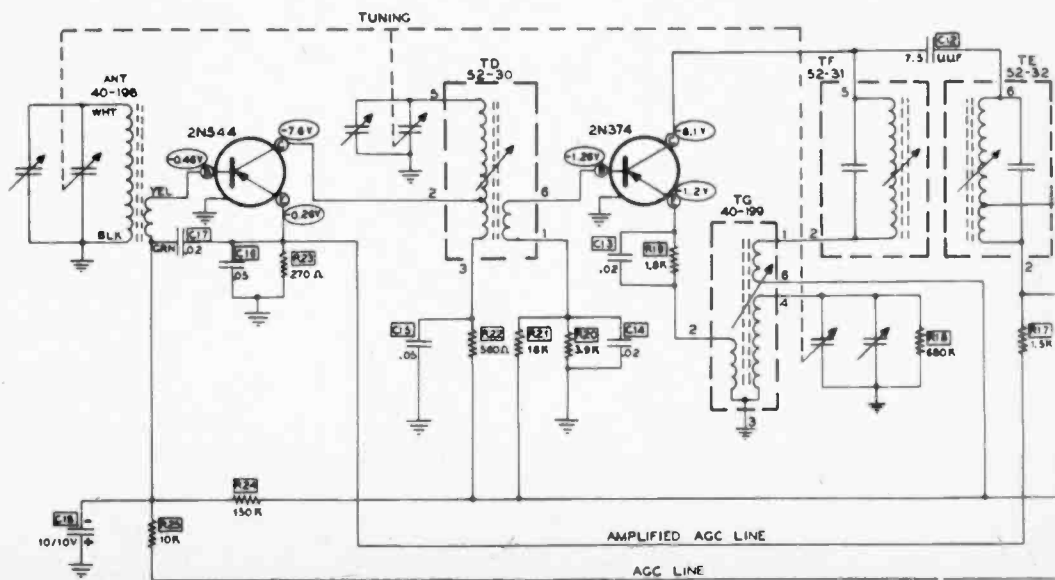 TUNING
ANT
40-198
WHT
YEL
BLK
GRN
C17
.02
2N544
-7.6V
-0.46V
-0.26V
B
C
E
C16
.05
R23
270 Ω
TD
52-30
5
2
6
1
3
2N374
-8.1V
-1.26V
-1.2V
B
C
E
C13
.02
R19
1.8K
TG
40-199
1
6
4
2
3
C12
7.5 UUF
TF
52-31
5
2
TE
52-32
6
2
R17
1.5K
R18
680K
C15
.05
R22
560Ω
R21
18K
R20
3.9K
C14
.02
R24
150K
C18
10/10V
- +
R25
10K
AMPLIFIED AGC LINE
AGC LINE